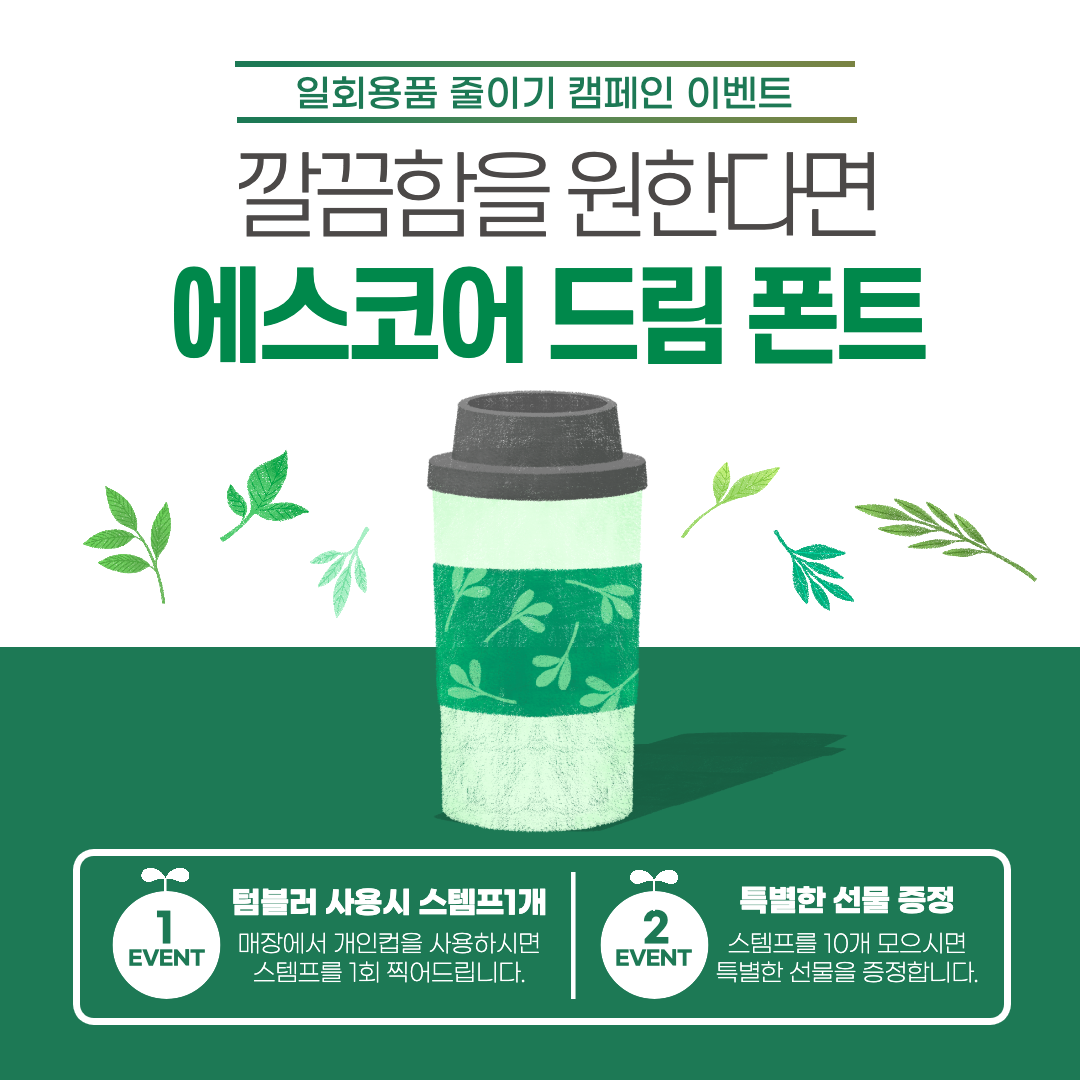 일회용품 줄이기 캠페인 이벤트
깔끔함을 원한다면
에스코어 드림 폰트
1
EVENT
텀블러 사용시 스템프1개
매장에서 개인컵을 사용하시면
스템프를 1회 찍어드립니다.
2
EVENT
특별한 선물 증정
스템프를 10개 모으시면
특별한 선물을 증정합니다.